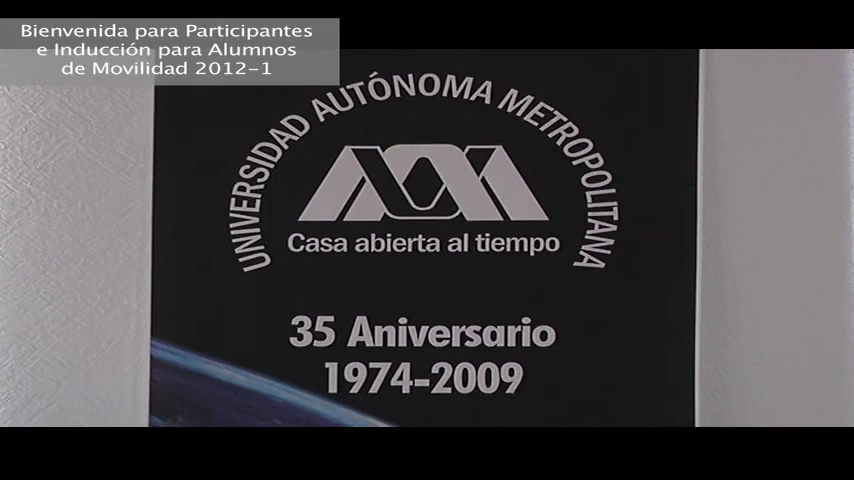 Bienvenida para Participantes
e Inducción para Alumnos
de Movilidad 2012-1
UNIVERSIDAD AUTÓNOMA METROPOLITANA
Casa abierta al tiempo
35 Aniversario
1974-2009